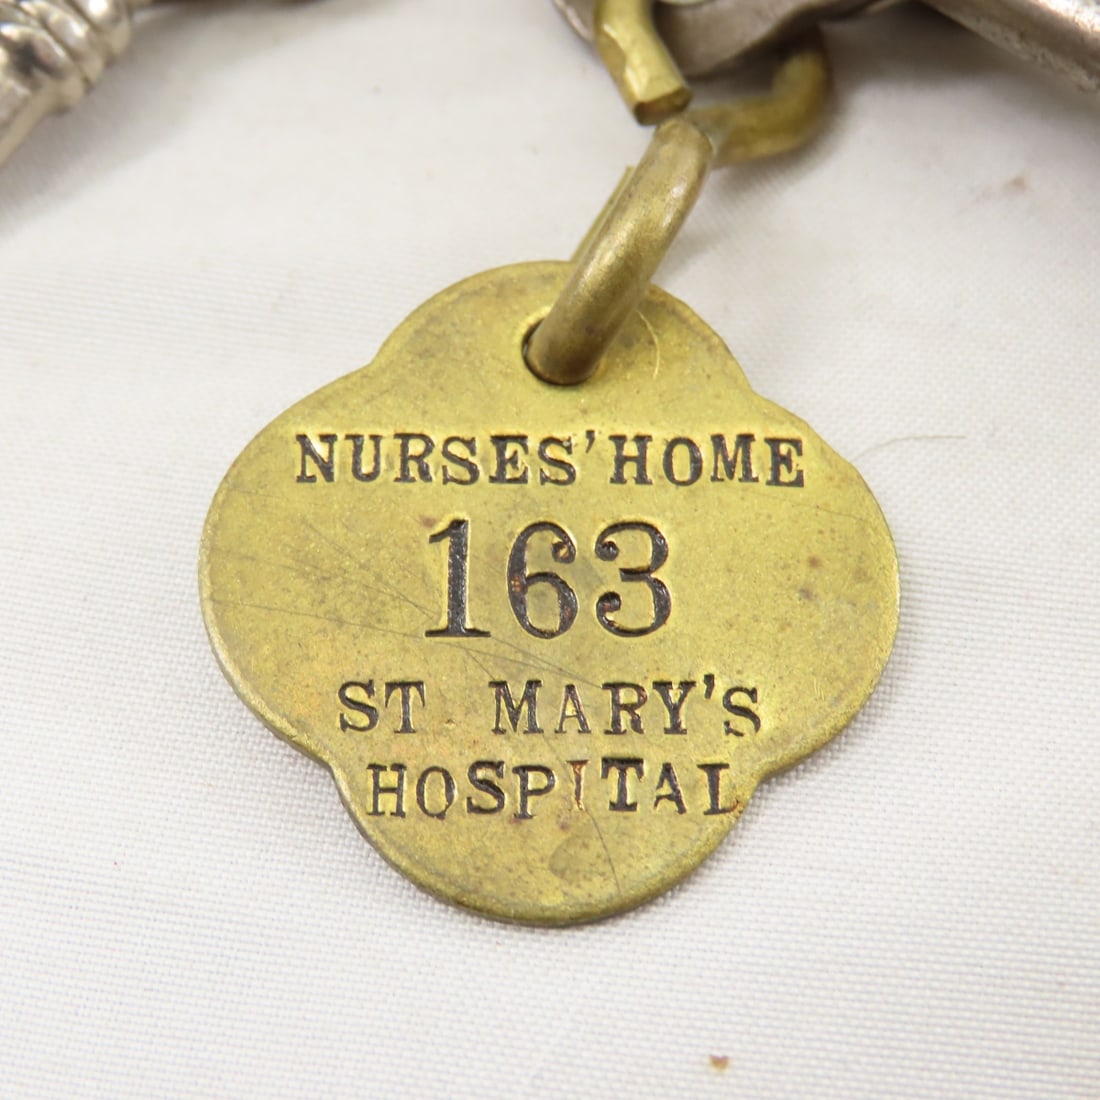 NURSES' HOME
163
ST MARY'S
HOSPITAL